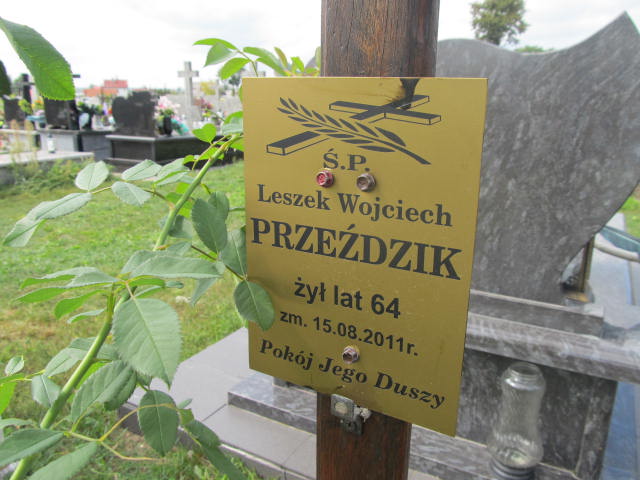 Ś.P.
Leszek Wojciech
PRZEŹDZIK
żył lat 64
zm. 15.08.2011r.
Pokój Jego Duszy